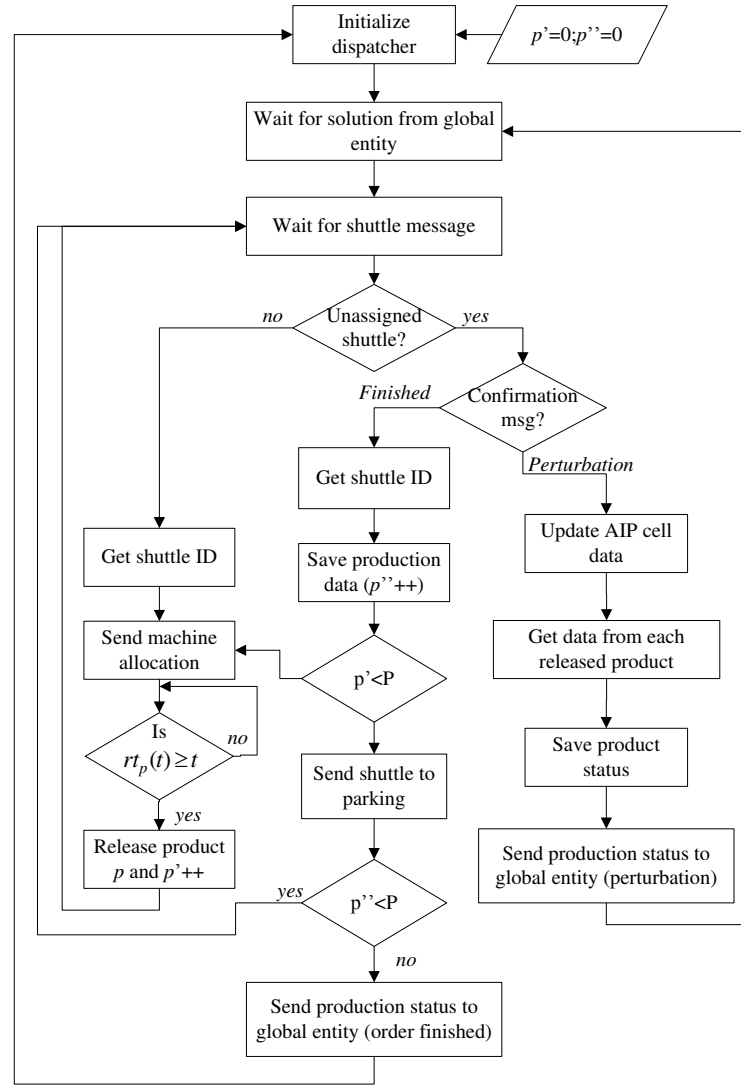 Initialize
dispatcher
p'=0;p''=0
Wait for solution from global
entity
Wait for shuttle message
Unassigned
shuttle?
no
yes
Confirmation
msg?
Finished
Perturbation
Get shuttle ID
Update AIP cell
data
Get shuttle ID
Save production
data (p''++)
Send machine
allocation
Get data from each
released product
p'<P
Is
rtₚ(t) ≥ t
no
yes
Save product
status
Send shuttle to
parking
Release product
p and p'++
Send production status to
global entity (perturbation)
p''<P
yes
no
Send production status to
global entity (order finished)